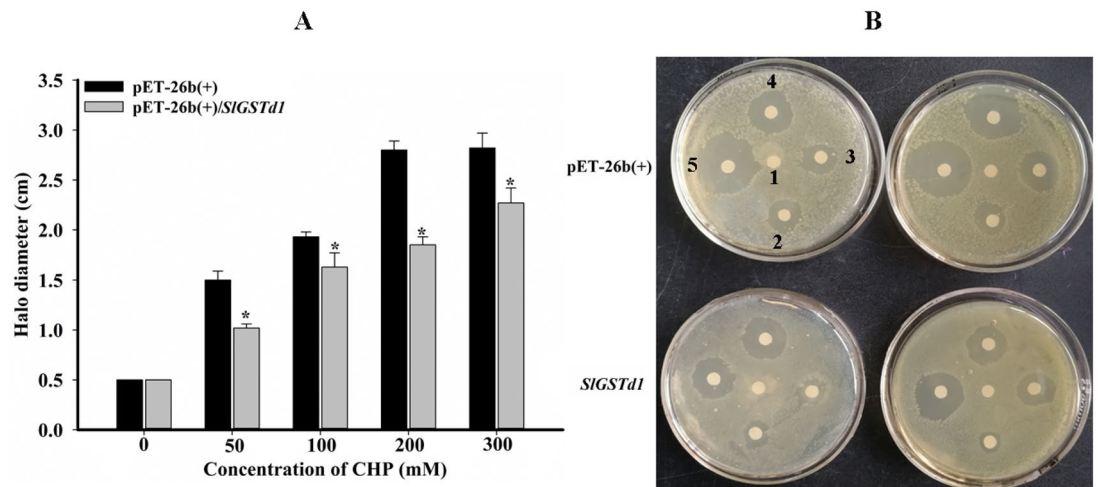 A
B
3.5
3.0
2.5
2.0
1.5
1.0
0.5
0.0
Halo diameter (cm)
pET-26b(+)
pET-26b(+)/SlGSTd1
*
*
*
*
0
50
100
200
300
Concentration of CHP (mM)
pET-26b(+)
4
5
3
1
2
SlGSTd1